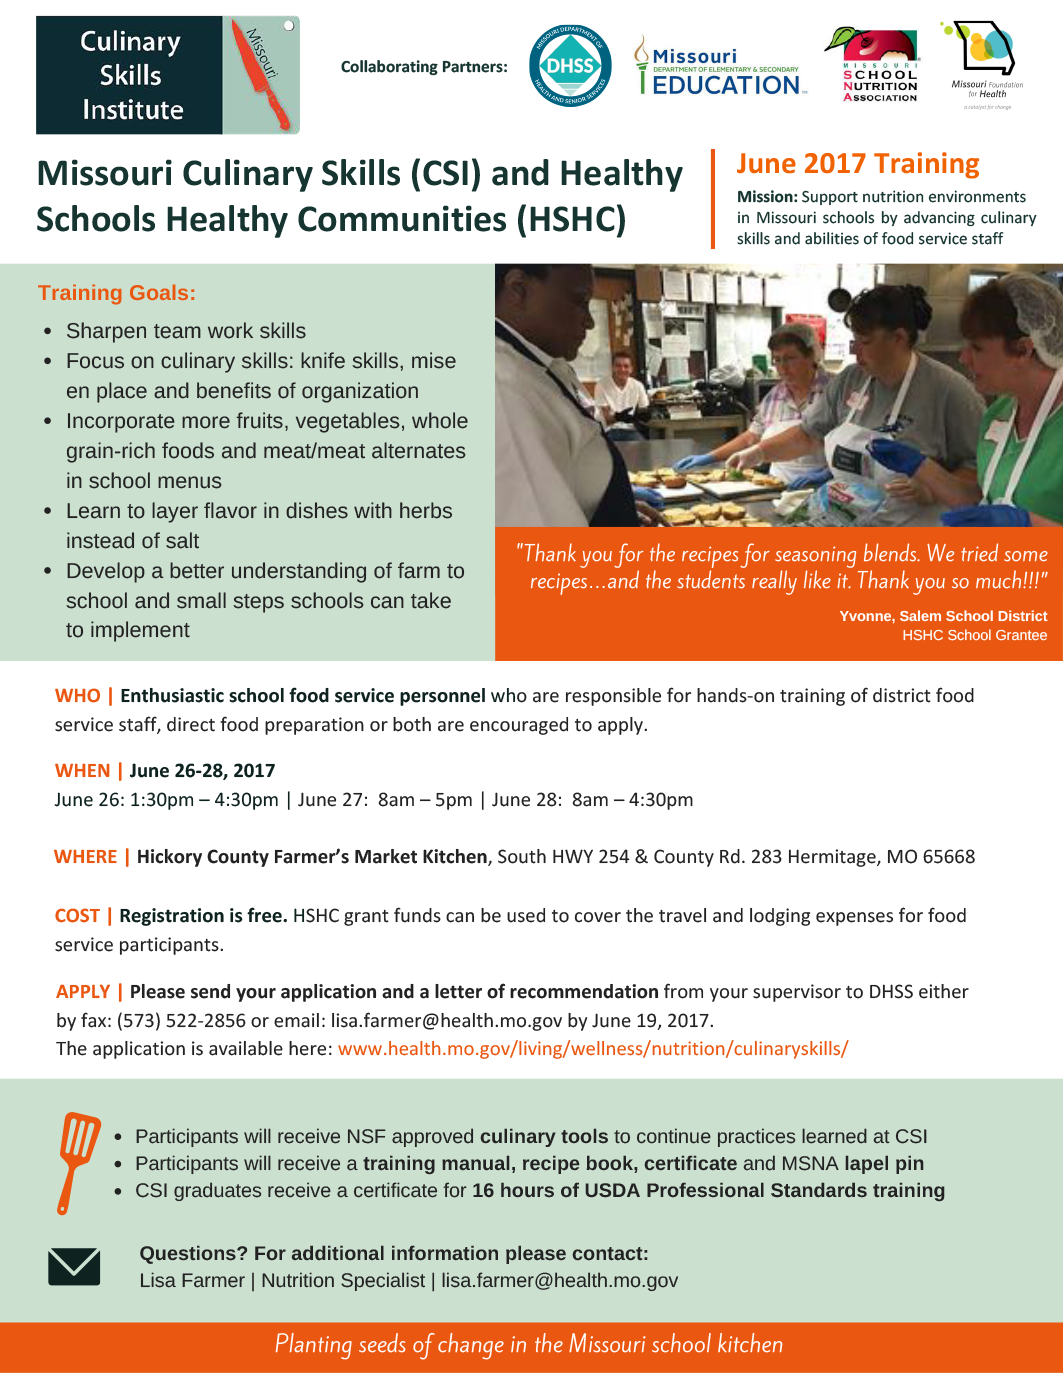 Culinary
Skills
Institute
Missouri
Collaborating Partners:
MISSOURI DEPARTMENT OF
DHSS
HEALTH AND SENIOR SERVICES
Missouri
DEPARTMENT OF ELEMENTARY & SECONDARY
EDUCATION
MISSOURI
SCHOOL
NUTRITION
ASSOCIATION
Missouri Foundation
for Health
a catalyst for change
Missouri Culinary Skills (CSI) and Healthy
Schools Healthy Communities (HSHC)
June 2017 Training
Mission: Support nutrition environments
in Missouri schools by advancing culinary
skills and abilities of food service staff
Training Goals:
• Sharpen team work skills
• Focus on culinary skills: knife skills, mise
en place and benefits of organization
• Incorporate more fruits, vegetables, whole
grain-rich foods and meat/meat alternates
in school menus
• Learn to layer flavor in dishes with herbs
instead of salt
• Develop a better understanding of farm to
school and small steps schools can take
to implement
"Thank you for the recipes for seasoning blends. We tried some
recipes...and the students really like it. Thank you so much!!!"
Yvonne, Salem School District
HSHC School Grantee
WHO | Enthusiastic school food service personnel who are responsible for hands-on training of district food
service staff, direct food preparation or both are encouraged to apply.
WHEN | June 26-28, 2017
June 26: 1:30pm – 4:30pm | June 27: 8am – 5pm | June 28: 8am – 4:30pm
WHERE | Hickory County Farmer's Market Kitchen, South HWY 254 & County Rd. 283 Hermitage, MO 65668
COST | Registration is free. HSHC grant funds can be used to cover the travel and lodging expenses for food
service participants.
APPLY | Please send your application and a letter of recommendation from your supervisor to DHSS either
by fax: (573) 522-2856 or email: lisa.farmer@health.mo.gov by June 19, 2017.
The application is available here: www.health.mo.gov/living/wellness/nutrition/culinaryskills/
• Participants will receive NSF approved culinary tools to continue practices learned at CSI
• Participants will receive a training manual, recipe book, certificate and MSNA lapel pin
• CSI graduates receive a certificate for 16 hours of USDA Professional Standards training
Questions? For additional information please contact:
Lisa Farmer | Nutrition Specialist | lisa.farmer@health.mo.gov
Planting seeds of change in the Missouri school kitchen